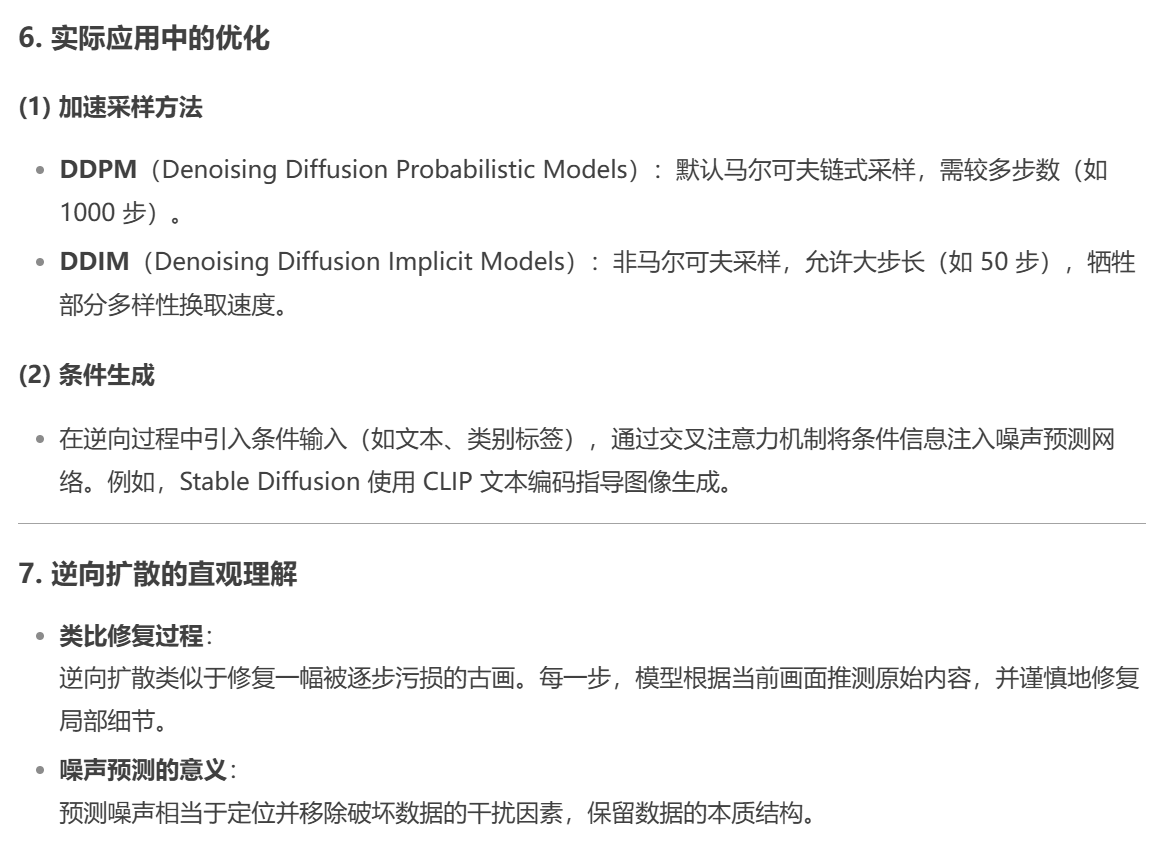 6. 实际应用中的优化
(1) 加速采样方法
DDPM（Denoising Diffusion Probabilistic Models）：默认马尔可夫链式采样，需较多步数（如
1000 步）。
DDIM（Denoising Diffusion Implicit Models）：非马尔可夫采样，允许大步长（如 50 步），牺牲
部分多样性换取速度。
(2) 条件生成
在逆向过程中引入条件输入（如文本、类别标签），通过交叉注意力机制将条件信息注入噪声预测网
络。例如，Stable Diffusion 使用 CLIP 文本编码指导图像生成。
7. 逆向扩散的直观理解
类比修复过程：
逆向扩散类似于修复一幅被逐步污损的古画。每一步，模型根据当前画面推测原始内容，并谨慎地修复
局部细节。
噪声预测的意义：
预测噪声相当于定位并移除破坏数据的干扰因素，保留数据的本质结构。